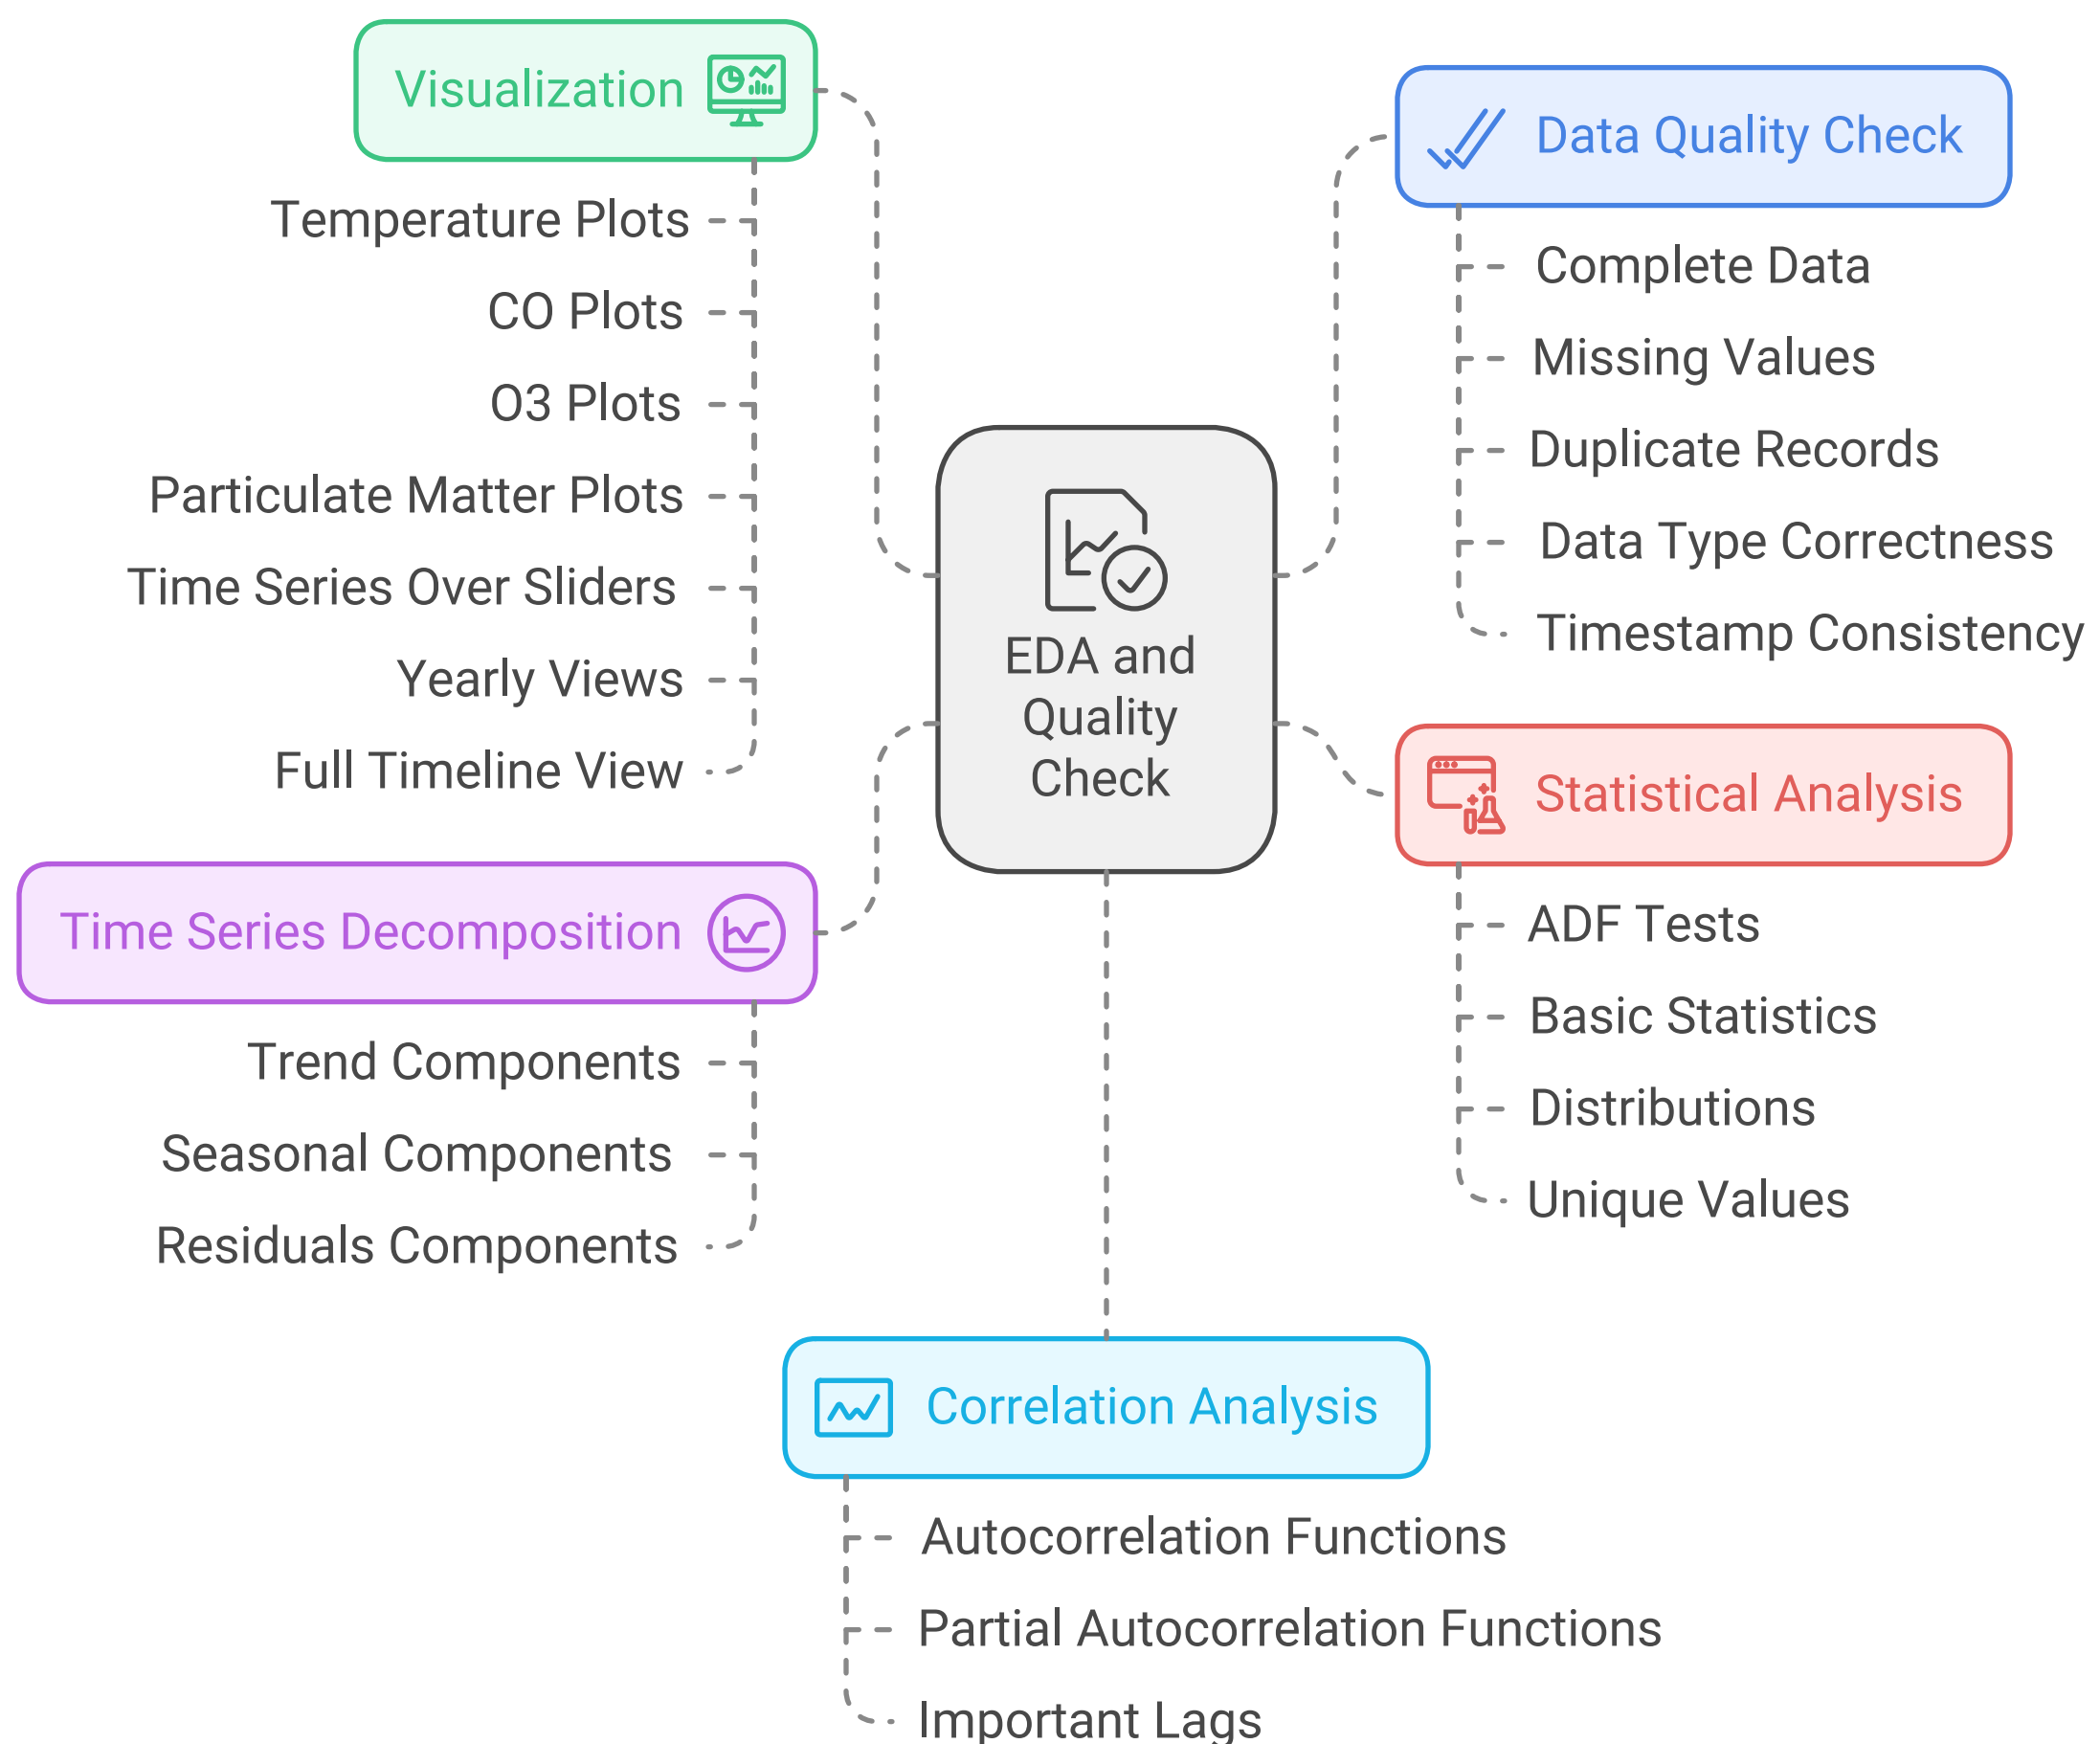 Visualization
Temperature Plots
CO Plots
O3 Plots
Particulate Matter Plots
Time Series Over Sliders
Yearly Views
Full Timeline View
Time Series Decomposition
Trend Components
Seasonal Components
Residuals Components
EDA and
Quality
Check
Data Quality Check
Complete Data
Missing Values
Duplicate Records
Data Type Correctness
Timestamp Consistency
Statistical Analysis
ADF Tests
Basic Statistics
Distributions
Unique Values
Correlation Analysis
Autocorrelation Functions
Partial Autocorrelation Functions
Important Lags